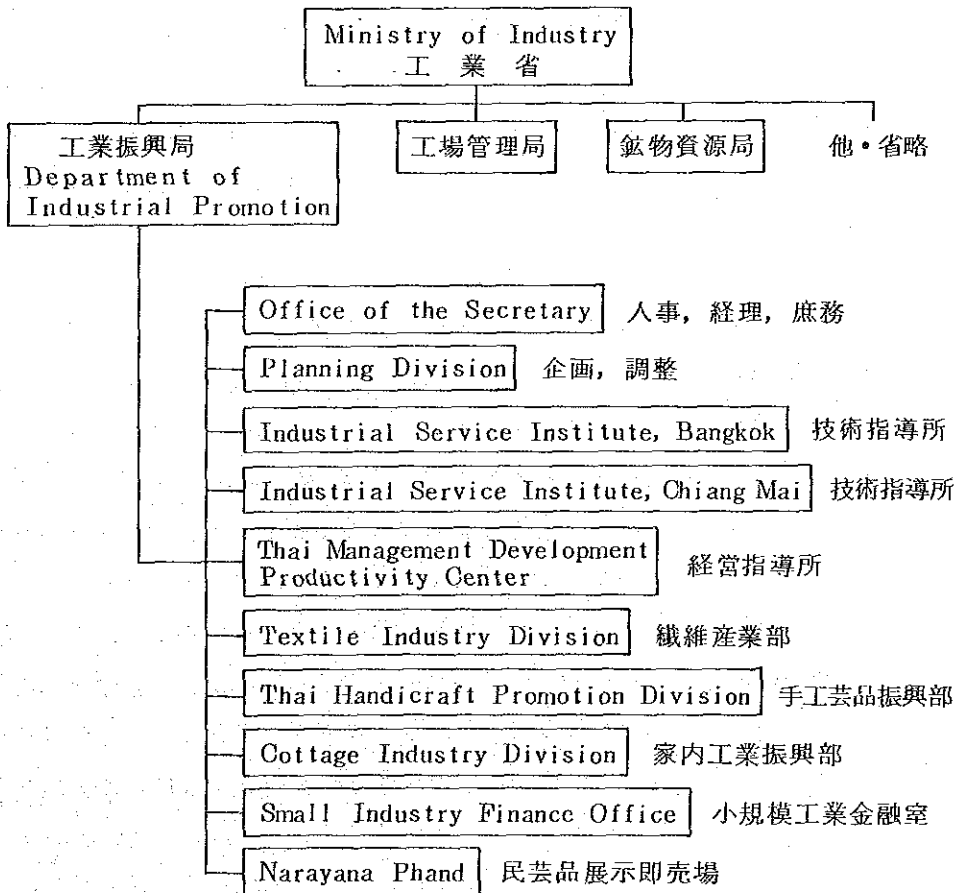 Ministry of Industry
工業省
工業振興局
Department of
Industrial Promotion
工場管理局
鉱物資源局
他・省略
Office of the Secretary 人事，経理，庶務
Planning Division 企画，調整
Industrial Service Institute, Bangkok 技術指導所
Industrial Service Institute, Chiang Mai 技術指導所
Thai Management Development
Productivity Center 経営指導所
Textile Industry Division 繊維産業部
Thai Handicraft Promotion Division 手工芸品振興部
Cottage Industry Division 家内工業振興部
Small Industry Finance Office 小規模工業金融室
Narayana Phand 民芸品展示即売場